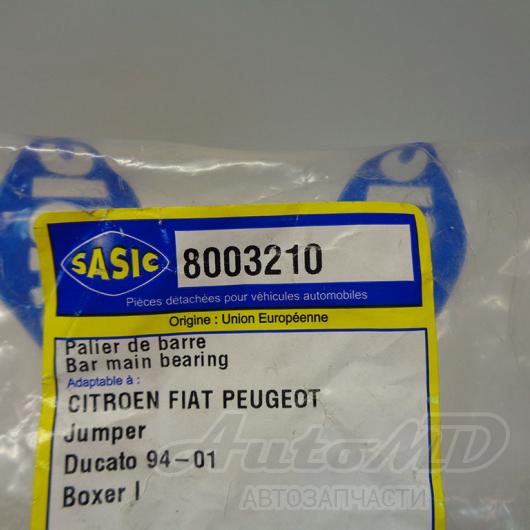 SASIC 8003210
Pièces détachées pour véhicules automobiles
Origine : Union Européenne
Palier de barre
Bar main bearing
Adaptable à :
CITROEN FIAT PEUGEOT
Jumper
Ducato 94-01
Boxer I
AutoMD
АВТОЗАПЧАСТИ